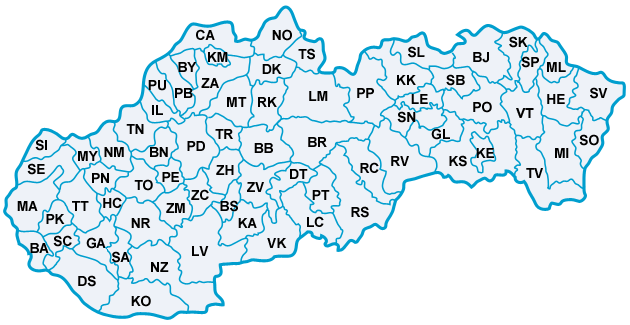 CA
NO
KM
TS
SL
SK
BJ
SP
ML
BY
DK
PU
PB
ZA
KK
SB
SV
LM
PP
MT
RK
LE
HE
IL
PO
VT
SN
TN
TR
GL
SO
SI
PD
BB
BR
MY
NM
BN
KS
KE
MI
RV
SE
RC
ZH
DT
TV
PN
TO
PE
ZV
PT
ZC
MA
TT
HC
ZM
BS
RS
PK
NR
KA
LC
BA
SC
GA
VK
SA
LV
NZ
DS
KO